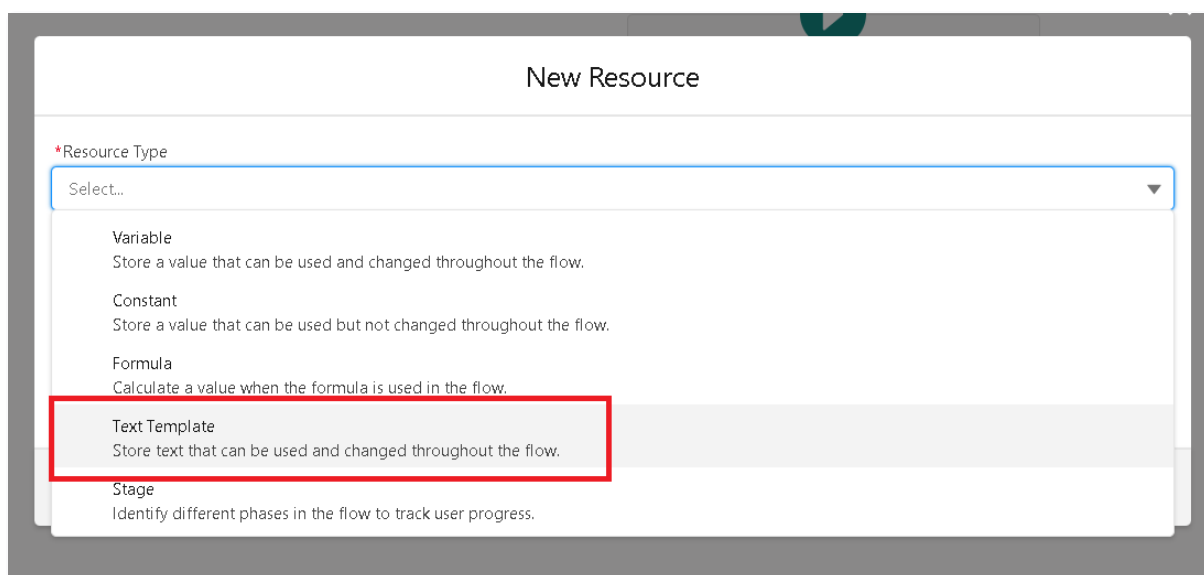 New Resource
*Resource Type
Select...
Variable
Store a value that can be used and changed throughout the flow.
Constant
Store a value that can be used but not changed throughout the flow.
Formula
Calculate a value when the formula is used in the flow.
Text Template
Store text that can be used and changed throughout the flow.
Stage
Identify different phases in the flow to track user progress.